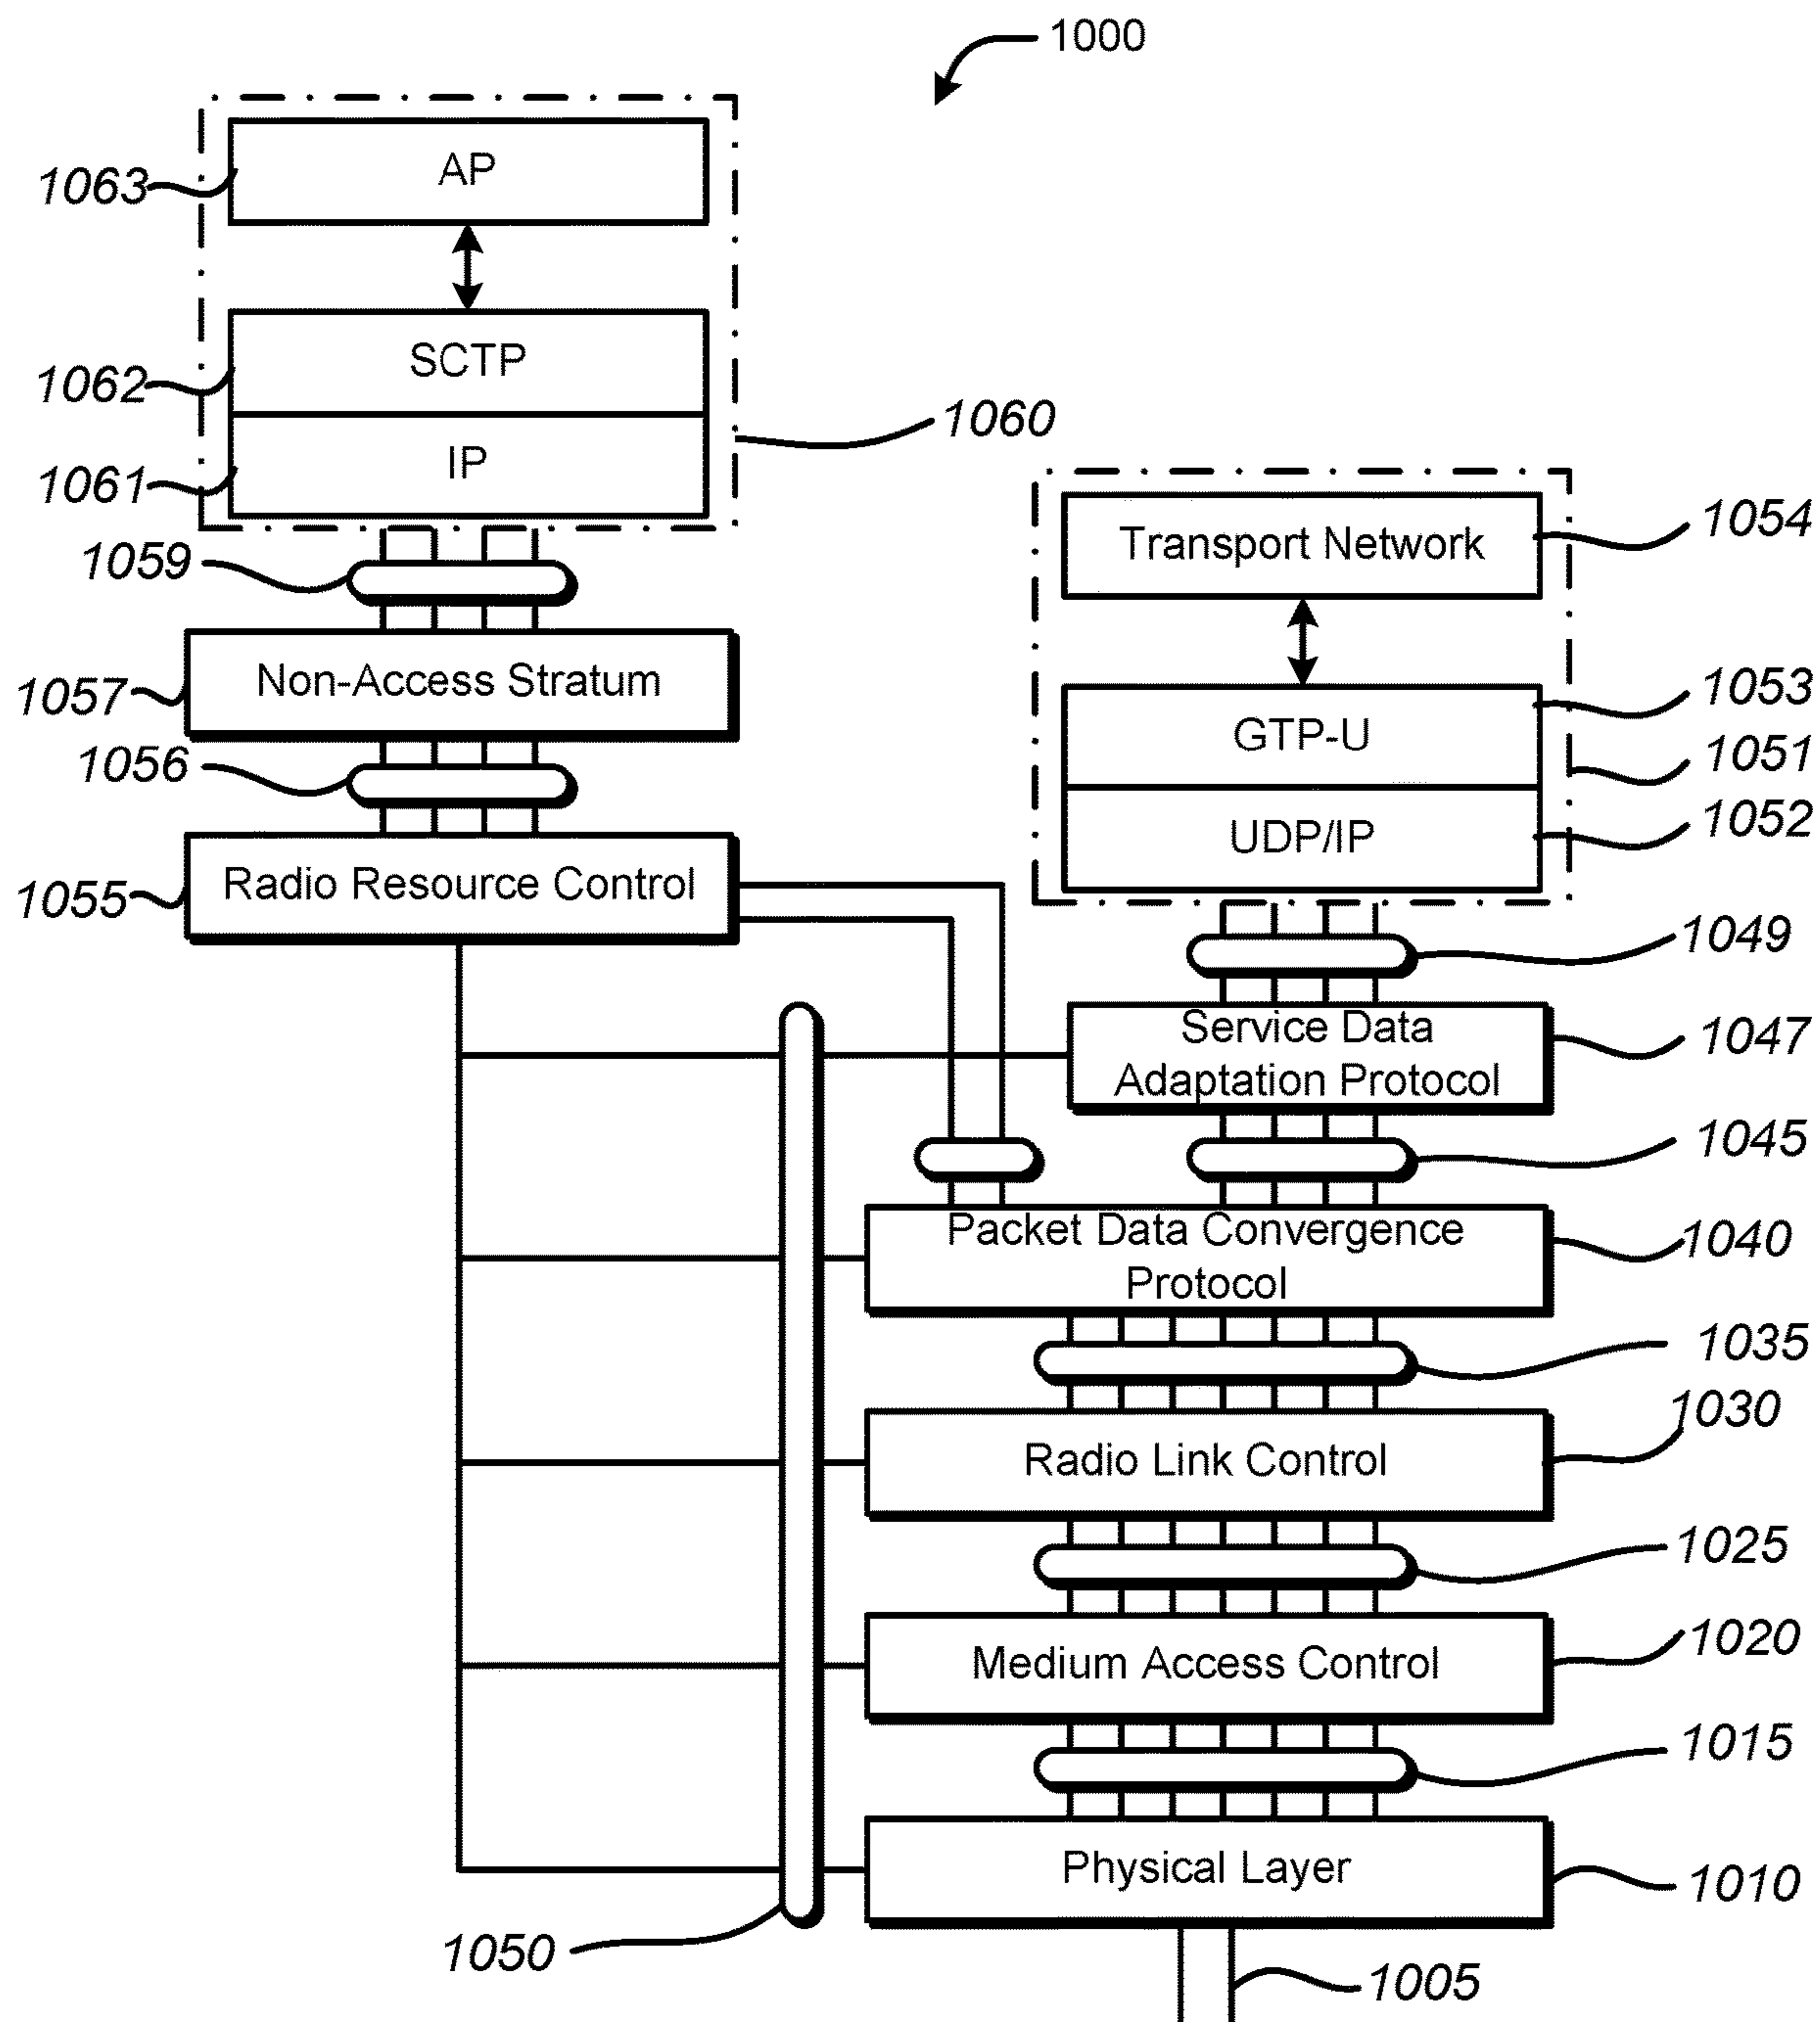 1000
AP
1063
SCTP
1062
1060
IP
1061
Transport Network
1054
1059
Non-Access Stratum
1057
1053
GTP-U
1051
1056
UDP/IP
1052
Radio Resource Control
1055
1049
Service Data
Adaptation Protocol
1047
1045
Packet Data Convergence
Protocol
1040
1035
1030
Radio Link Control
1025
Medium Access Control
1020
1015
Physical Layer
1010
1050
1005